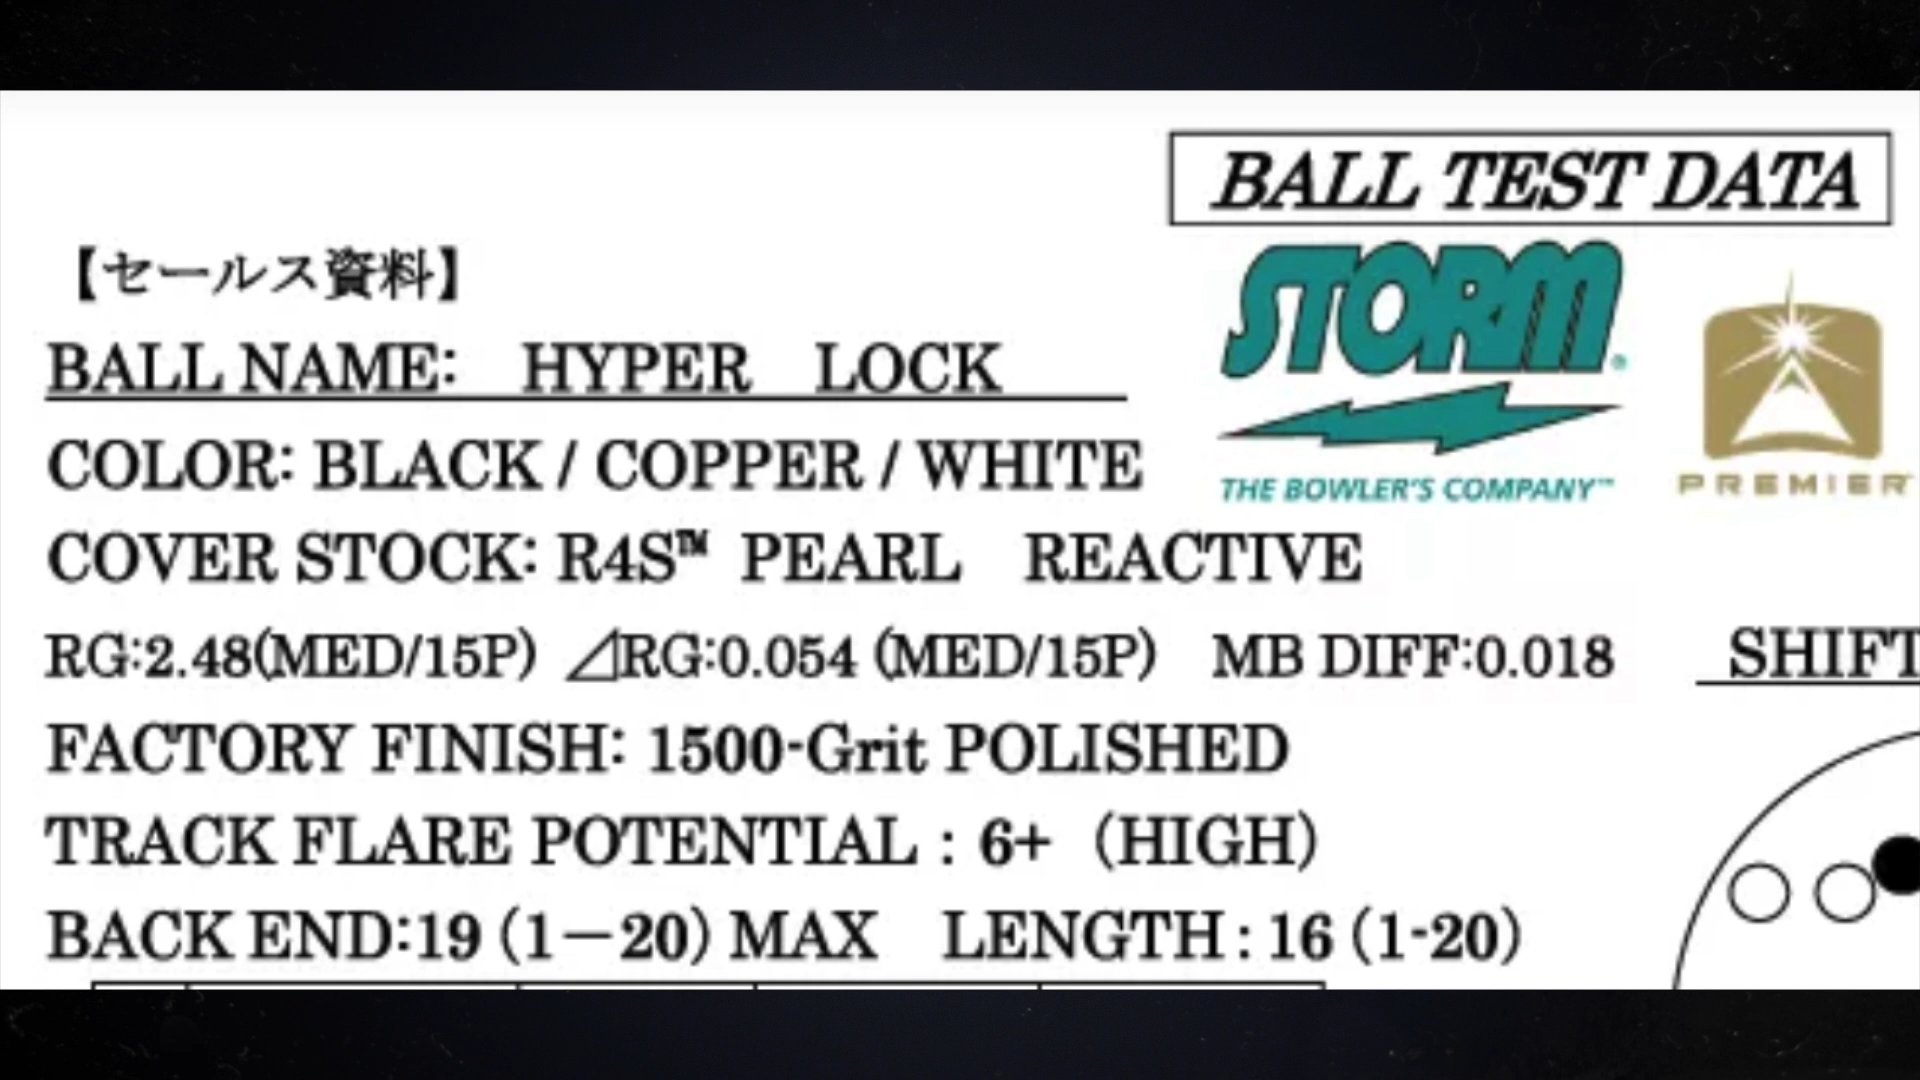 BALL TEST DATA
【セールス資料】
STORM®
THE BOWLER'S COMPANY™
PREMIER
BALL NAME: HYPER LOCK
COLOR: BLACK / COPPER / WHITE
COVER STOCK: R4S™ PEARL REACTIVE
RG:2.48(MED/15P) ⊿RG:0.054 (MED/15P) MB DIFF:0.018 SHIFT
FACTORY FINISH: 1500-Grit POLISHED
TRACK FLARE POTENTIAL : 6+ (HIGH)
BACK END:19 (1－20) MAX LENGTH : 16 (1-20)